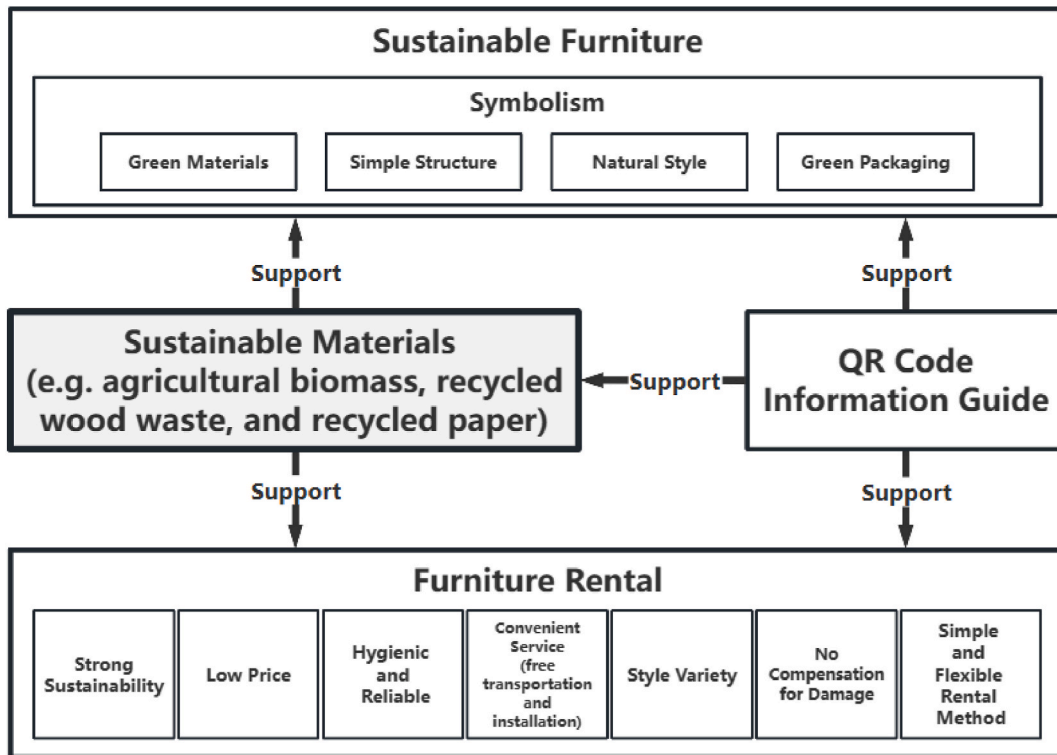 Sustainable Furniture
Symbolism
Green Materials
Simple Structure
Natural Style
Green Packaging
Support
Support
Sustainable Materials
(e.g. agricultural biomass, recycled
wood waste, and recycled paper)
Support
QR Code
Information Guide
Support
Support
Furniture Rental
Strong
Sustainability
Low Price
Hygienic
and
Reliable
Convenient
Service
(free
transportation
and
installation)
Style Variety
No
Compensation
for Damage
Simple
and
Flexible
Rental
Method